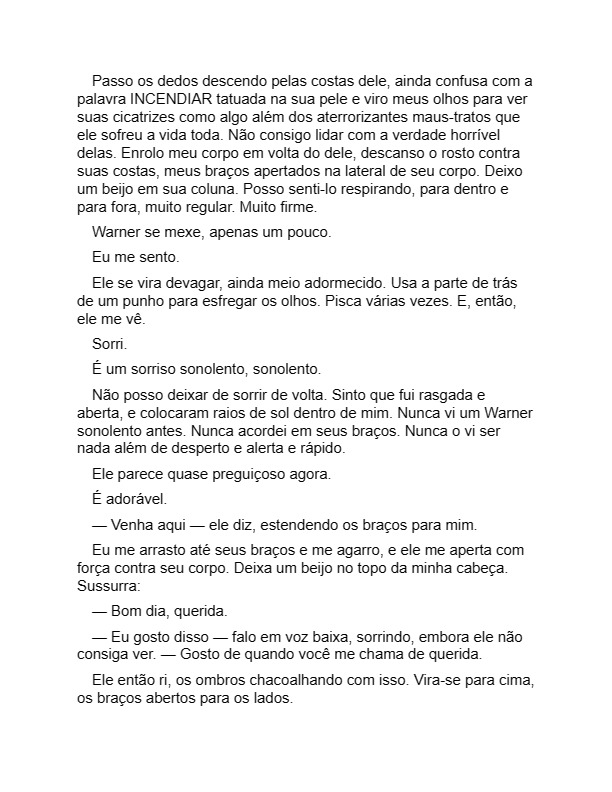 Passo os dedos descendo pelas costas dele, ainda confusa com a
palavra INCENDIAR tatuada na sua pele e viro meus olhos para ver
suas cicatrizes como algo além dos aterrorizantes maus-tratos que
ele sofreu a vida toda. Não consigo lidar com a verdade horrível
delas. Enrolo meu corpo em volta do dele, descanso o rosto contra
suas costas, meus braços apertados na lateral de seu corpo. Deixo
um beijo em sua coluna. Posso senti-lo respirando, para dentro e
para fora, muito regular. Muito firme.
Warner se mexe, apenas um pouco.
Eu me sento.
Ele se vira devagar, ainda meio adormecido. Usa a parte de trás
de um punho para esfregar os olhos. Pisca várias vezes. E, então,
ele me vê.
Sorri.
É um sorriso sonolento, sonolento.
Não posso deixar de sorrir de volta. Sinto que fui rasgada e
aberta, e colocaram raios de sol dentro de mim. Nunca vi um Warner
sonolento antes. Nunca acordei em seus braços. Nunca o vi ser
nada além de desperto e alerta e rápido.
Ele parece quase preguiçoso agora.
É adorável.
— Venha aqui — ele diz, estendendo os braços para mim.
Eu me arrasto até seus braços e me agarro, e ele me aperta com
força contra seu corpo. Deixa um beijo no topo da minha cabeça.
Sussurra:
— Bom dia, querida.
— Eu gosto disso — falo em voz baixa, sorrindo, embora ele não
consiga ver. — Gosto de quando você me chama de querida.
Ele então ri, os ombros chacoalhando com isso. Vira-se para cima,
os braços abertos para os lados.